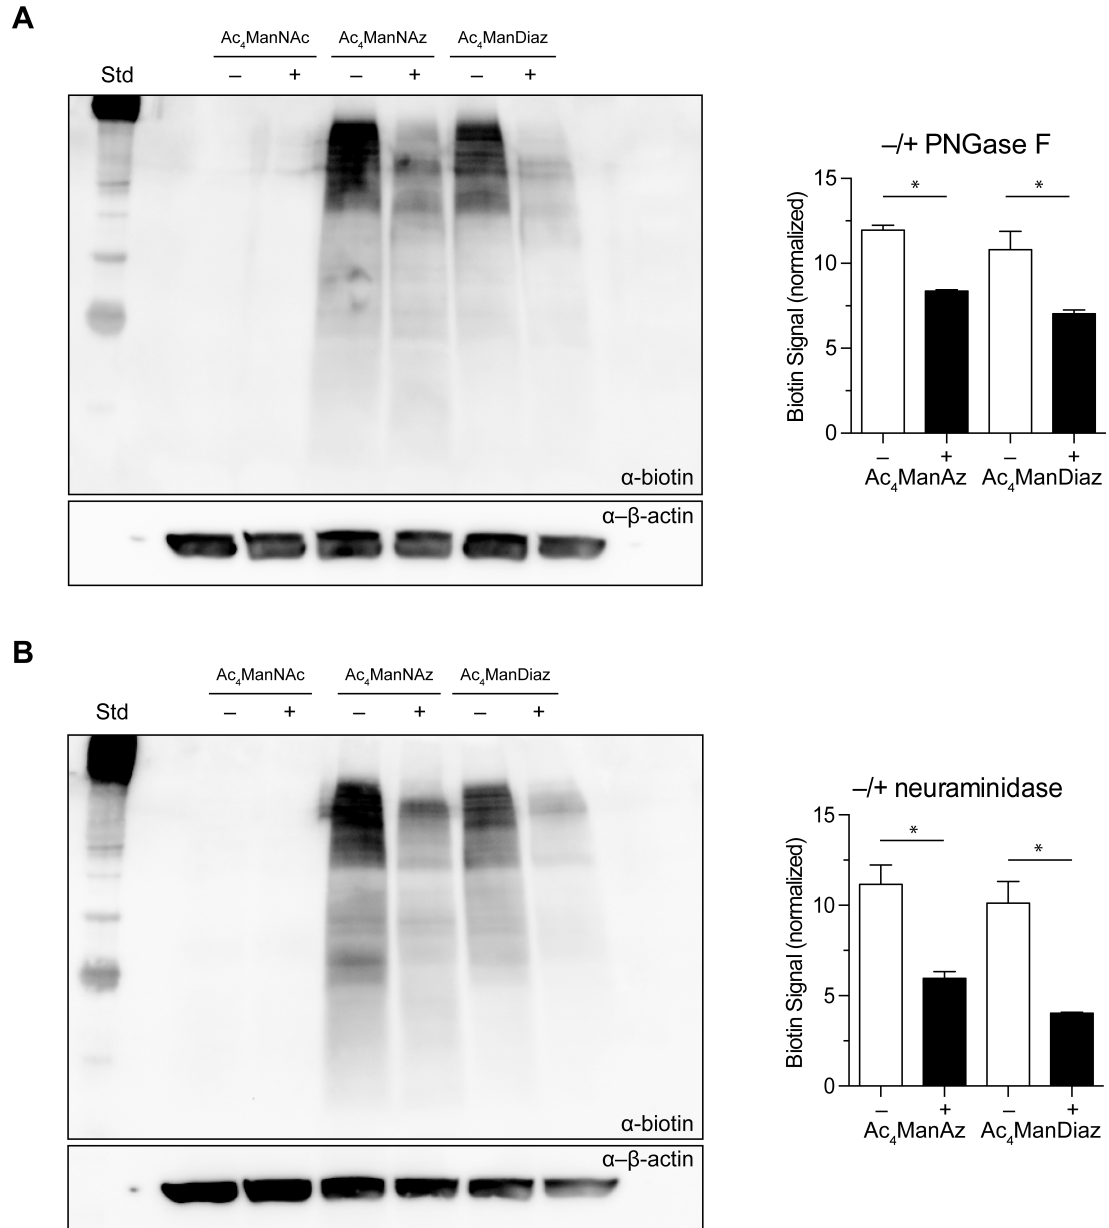 A
Ac4ManNAc Ac4ManNAz Ac4ManDiaz
Std – + – + – +
α-biotin
α–β-actin
–/+ PNGase F
Biotin Signal (normalized)
15
10
5
0
– + – +
Ac4ManAz Ac4ManDiaz
* *
B
Ac4ManNAc Ac4ManNAz Ac4ManDiaz
Std – + – + – +
α-biotin
α–β-actin
–/+ neuraminidase
Biotin Signal (normalized)
15
10
5
0
– + – +
Ac4ManAz Ac4ManDiaz
* *